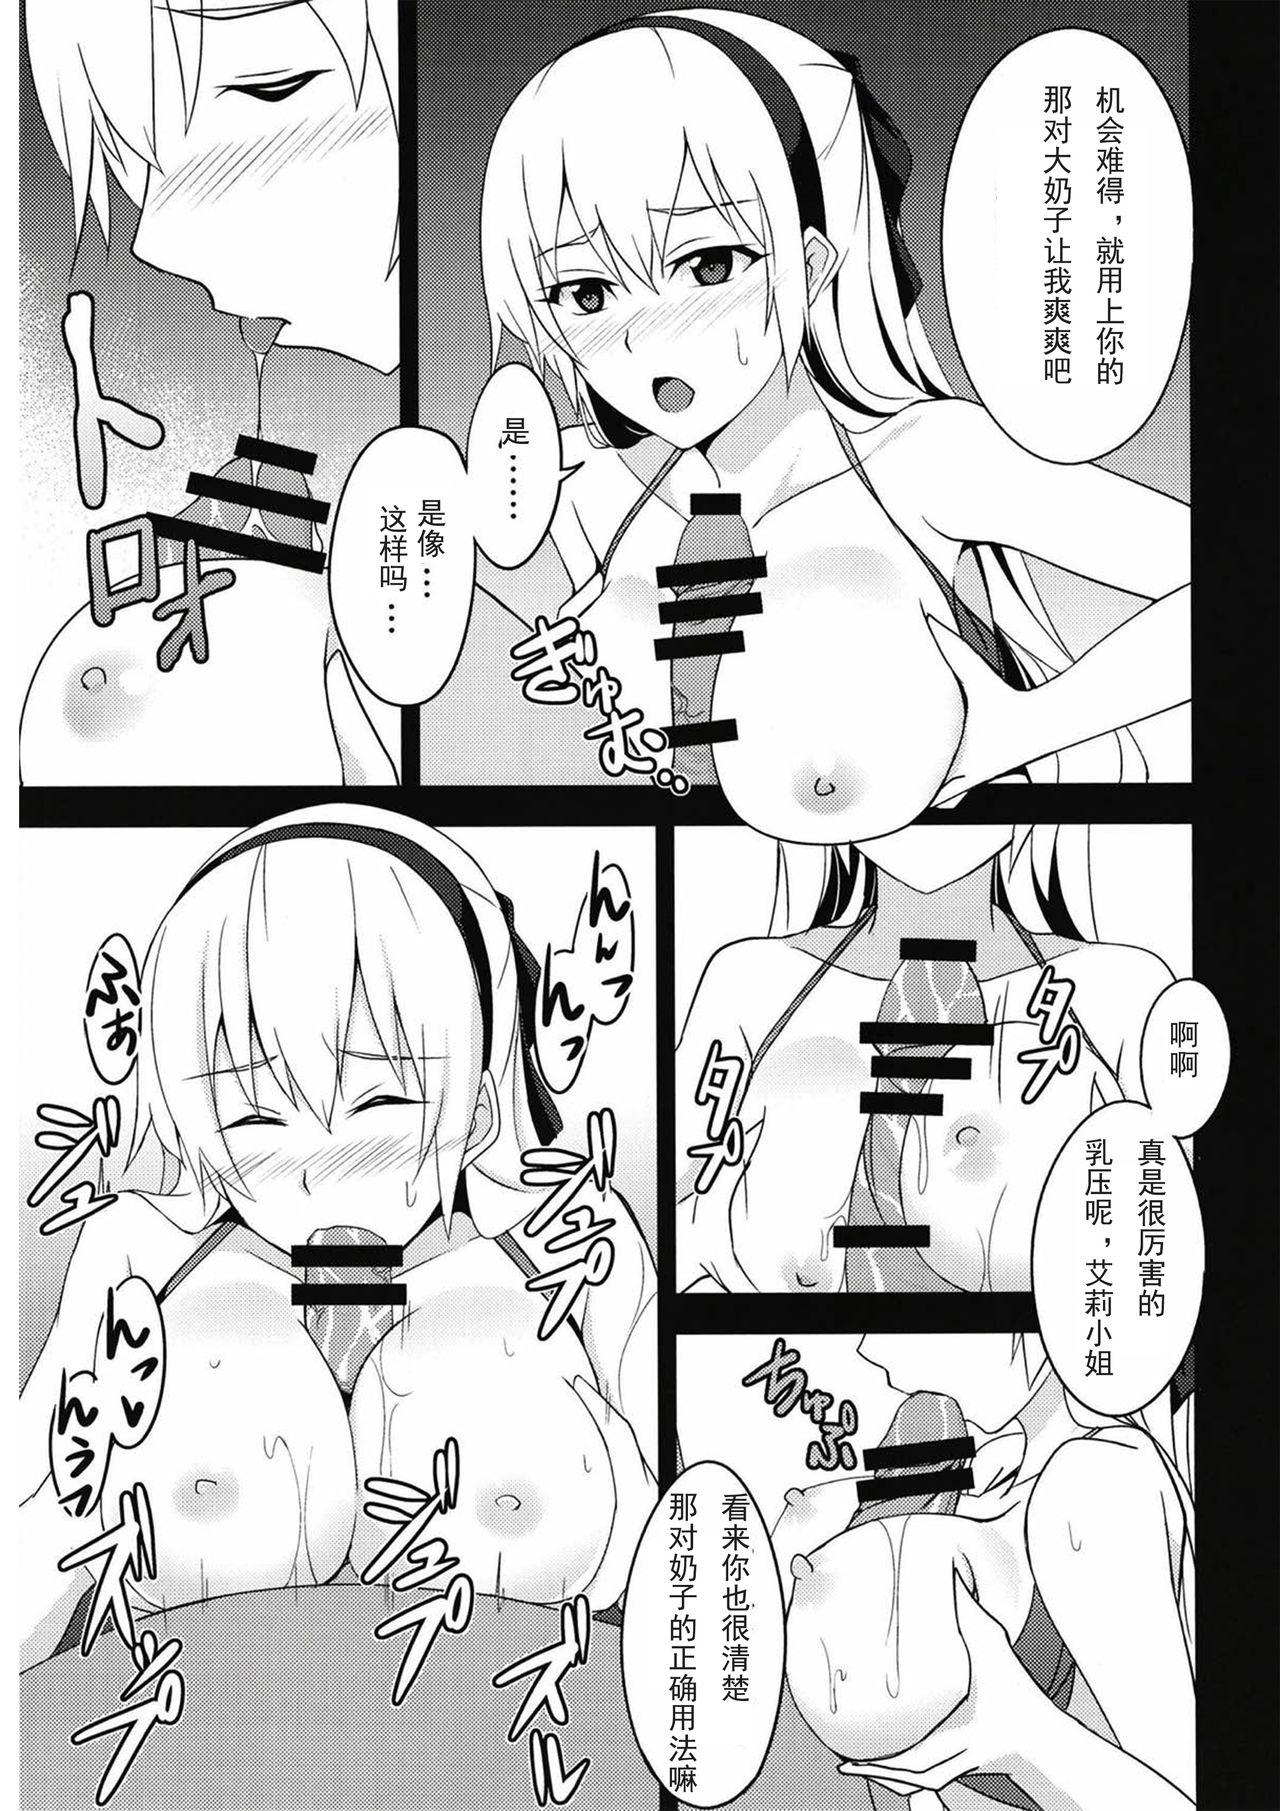 机会难得，就用上你的
那对大奶子让我爽爽吧
是……
是像…
这样吗…
ぎゅ
むぅ…
トロォ
啊啊
真是很厉害的
乳压呢，艾莉小姐
タプ
タプ
ちゅぷ
看来你也很清楚
那对奶子的正确用法嘛
んんっ
んっ
ふぁ
ジュプ
ジュプ
んっ
んうっ
ズプ
ジュプ
ズル